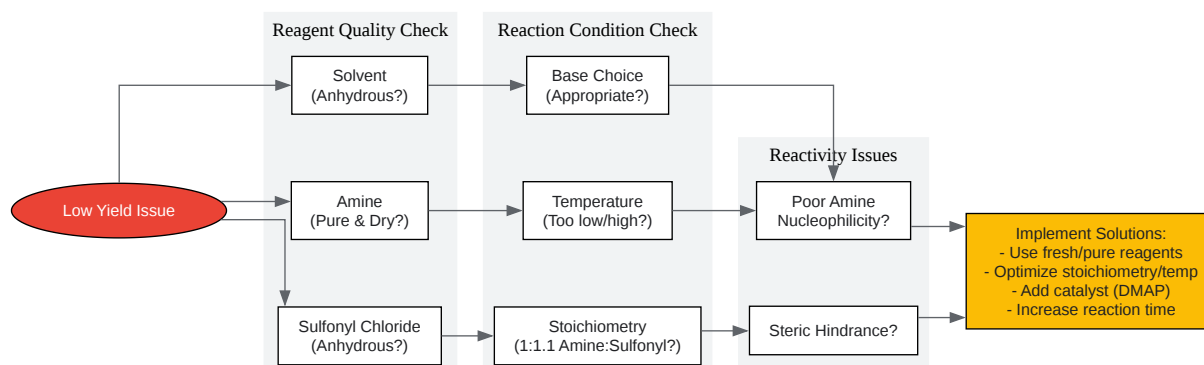 Reagent Quality Check
Reaction Condition Check
Solvent
(Anhydrous?)
Base Choice
(Appropriate?)
Reactivity Issues
Low Yield Issue
Amine
(Pure & Dry?)
Temperature
(Too low/high?)
Poor Amine
Nucleophilicity?
Implement Solutions:
- Use fresh/pure reagents
- Optimize stoichiometry/temp
- Add catalyst (DMAP)
- Increase reaction time
Sulfonyl Chloride
(Anhydrous?)
Stoichiometry
(1:1.1 Amine:Sulfonyl?)
Steric Hindrance?